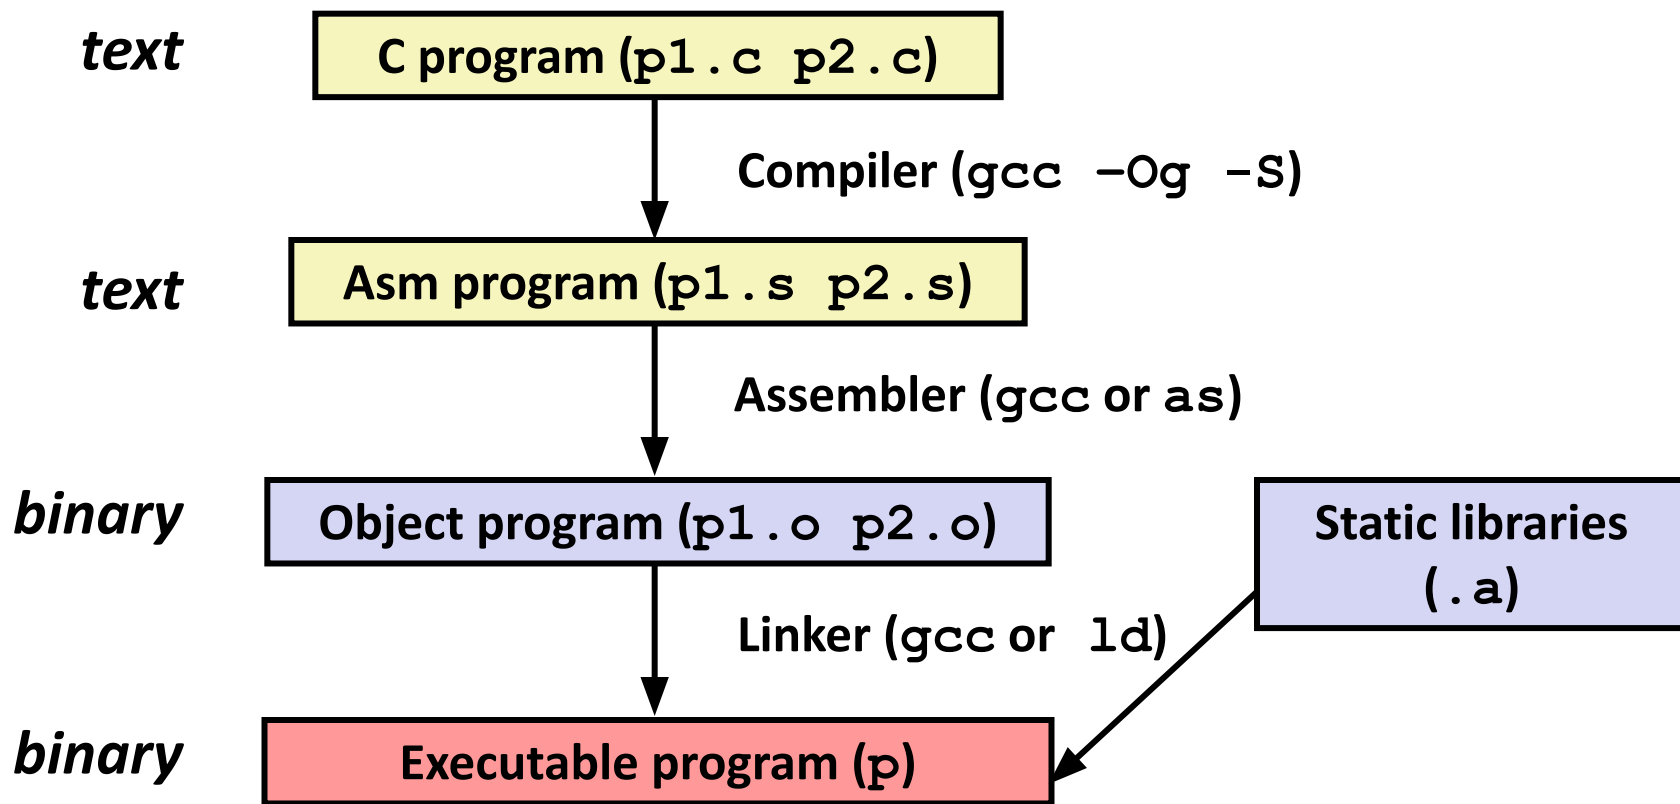 text
C program (p1.c p2.c)
Compiler (gcc –Og -S)
text
Asm program (p1.s p2.s)
Assembler (gcc or as)
binary
Object program (p1.o p2.o)
Static libraries
(.a)
Linker (gcc or ld)
binary
Executable program (p)